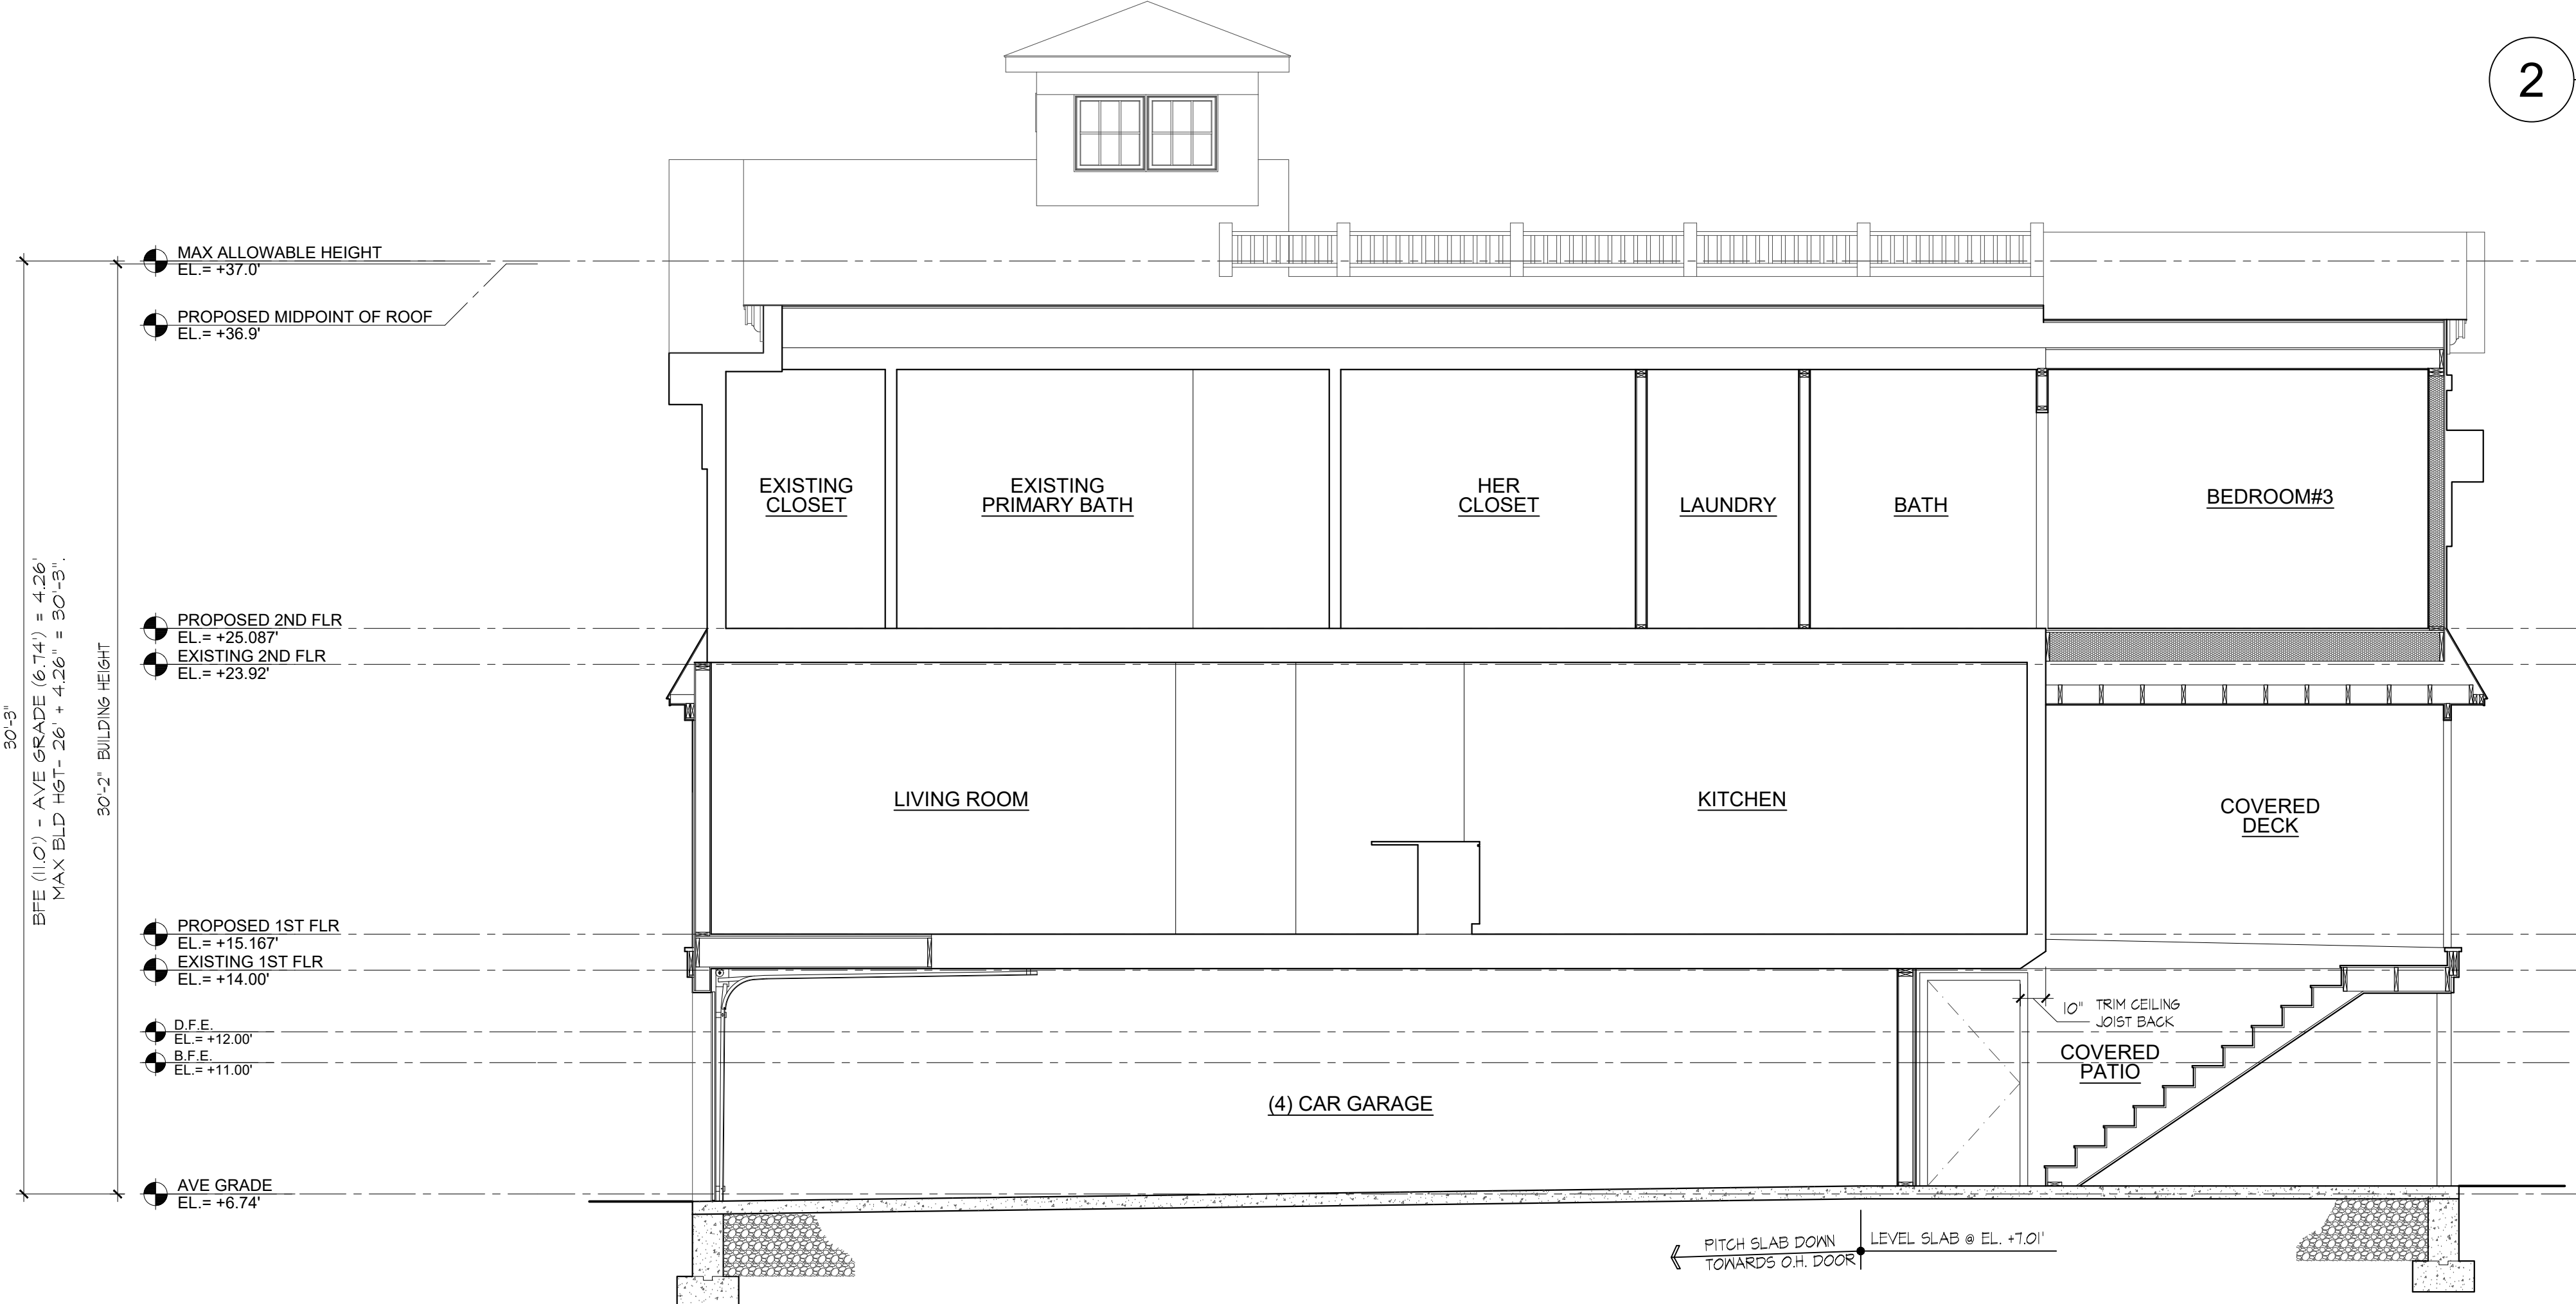 2
MAX ALLOWABLE HEIGHT
EL.= +37.0'
PROPOSED MIDPOINT OF ROOF
EL.= +36.9'
EXISTING
CLOSET
EXISTING
PRIMARY BATH
HER
CLOSET
LAUNDRY
BATH
BEDROOM#3
PROPOSED 2ND FLR
EL.= +25.087'
EXISTING 2ND FLR
EL.= +23.92'
30'-3"
BFE (11.0') - AVE GRADE (6.74') = 4.26'
MAX BLD HGT- 26' + 4.26" = 30'-3".
30'-2" BUILDING HEIGHT
LIVING ROOM
KITCHEN
COVERED
DECK
PROPOSED 1ST FLR
EL.= +15.167'
EXISTING 1ST FLR
EL.= +14.00'
D.F.E.
EL.= +12.00'
B.F.E.
EL.= +11.00'
10" TRIM CEILING
JOIST BACK
COVERED
PATIO
(4) CAR GARAGE
AVE GRADE
EL.= +6.74'
PITCH SLAB DOWN
TOWARDS O.H. DOOR
LEVEL SLAB @ EL. +7.01'